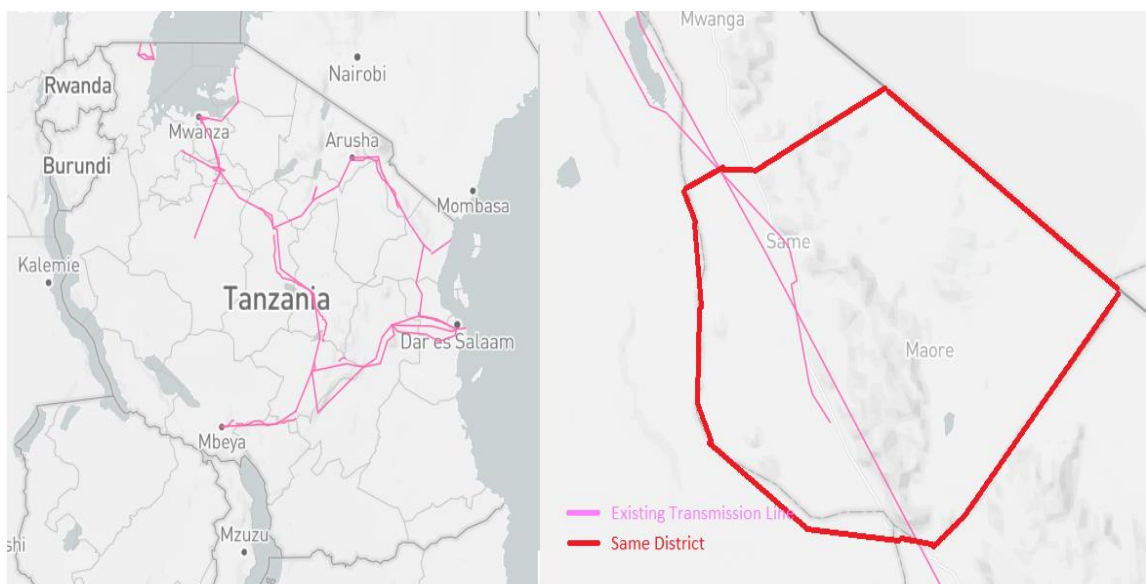 Nairobi
Rwanda
Mwanza
Burundi
Arusha
Mombasa
Kalemie
Tanzania
Dar es Salaam
Mbeya
Mzuzu
shi
Mwanga
Same
Maore
Existing Transmission Line
Same District